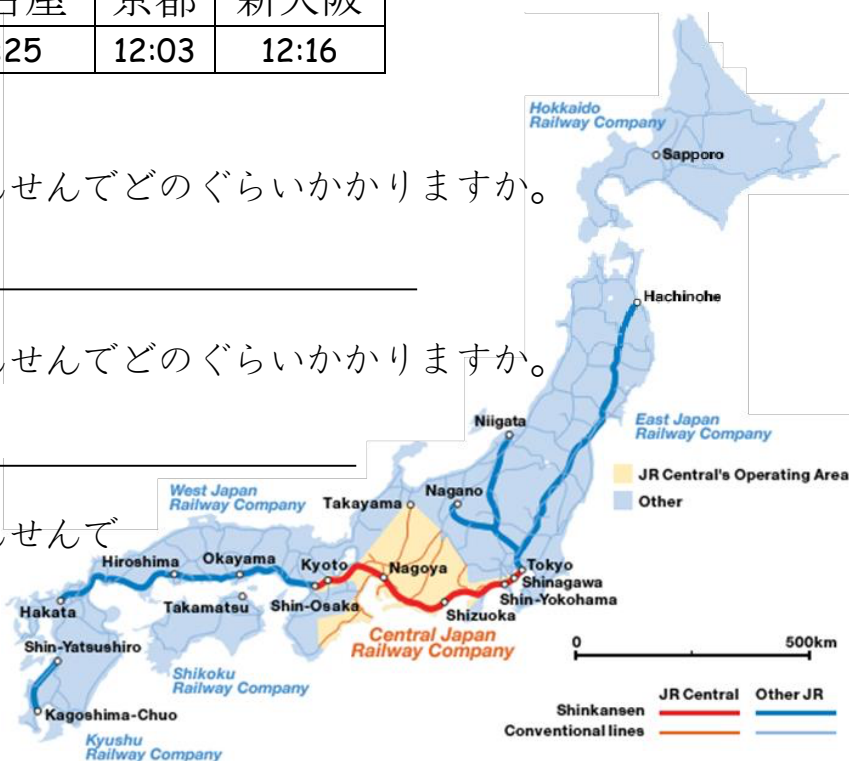 古屋 京都 新大阪
25 12:03 12:16
せんでどのぐらいかかりますか。
せんでどのぐらいかかりますか。
せんで
Hokkaido
Railway Company
Sapporo
Hachinohe
Niigata
East Japan
Railway Company
JR Central's Operating Area
Other
West Japan
Railway Company
Takayama
Nagano
Hiroshima
Okayama
Kyoto
Nagoya
Tokyo
Shinagawa
Shin-Yokohama
Hakata
Takamatsu
Shin-Osaka
Shizuoka
Central Japan
Railway Company
Shin-Yatsushiro
Shikoku
Railway Company
Kagoshima-Chuo
Kyushu
Railway Company
0 500km
JR Central Other JR
Shinkansen
Conventional lines